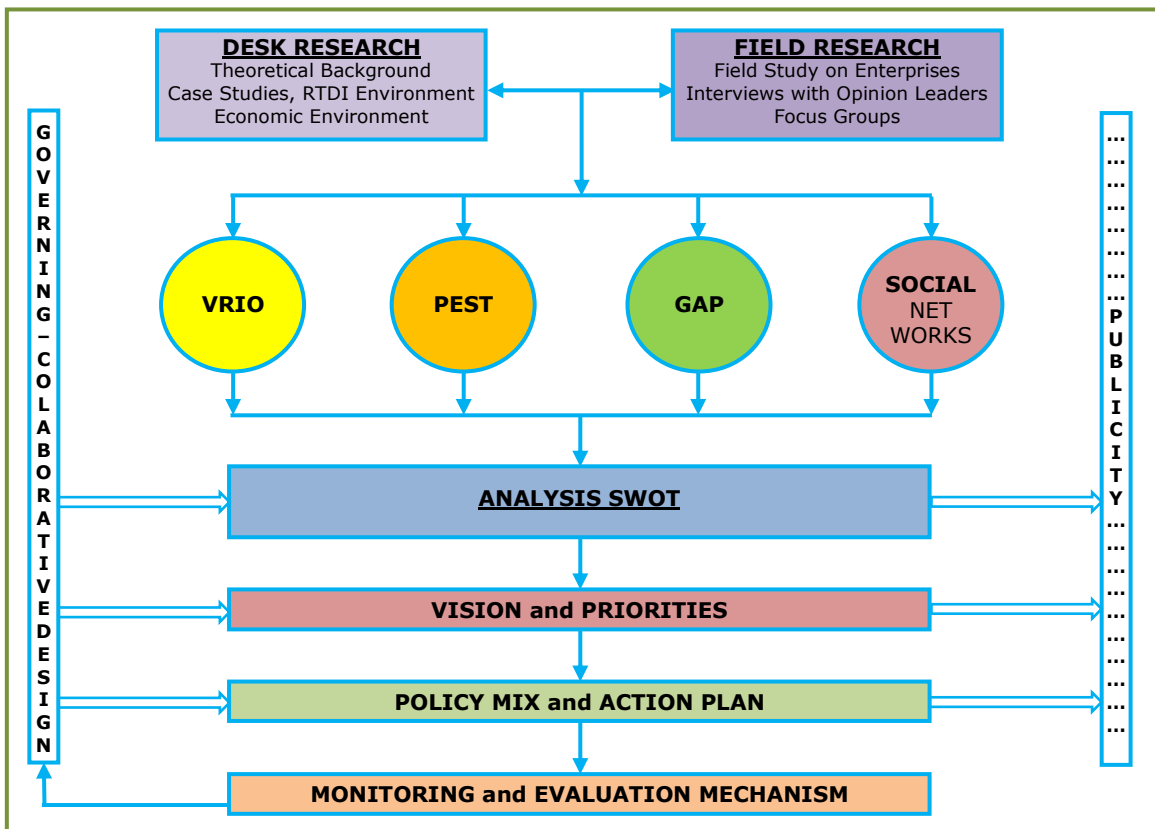 DESK RESEARCH
Theoretical Background
Case Studies, RTDI Environment
Economic Environment
FIELD RESEARCH
Field Study on Enterprises
Interviews with Opinion Leaders
Focus Groups
GOVERNING–COLABORATIVEDESIGN
VRIO
PEST
GAP
SOCIAL
NET
WORKS
ANALYSIS SWOT
VISION and PRIORITIES
POLICY MIX and ACTION PLAN
MONITORING and EVALUATION MECHANISM
........................PUBLICITY..............................